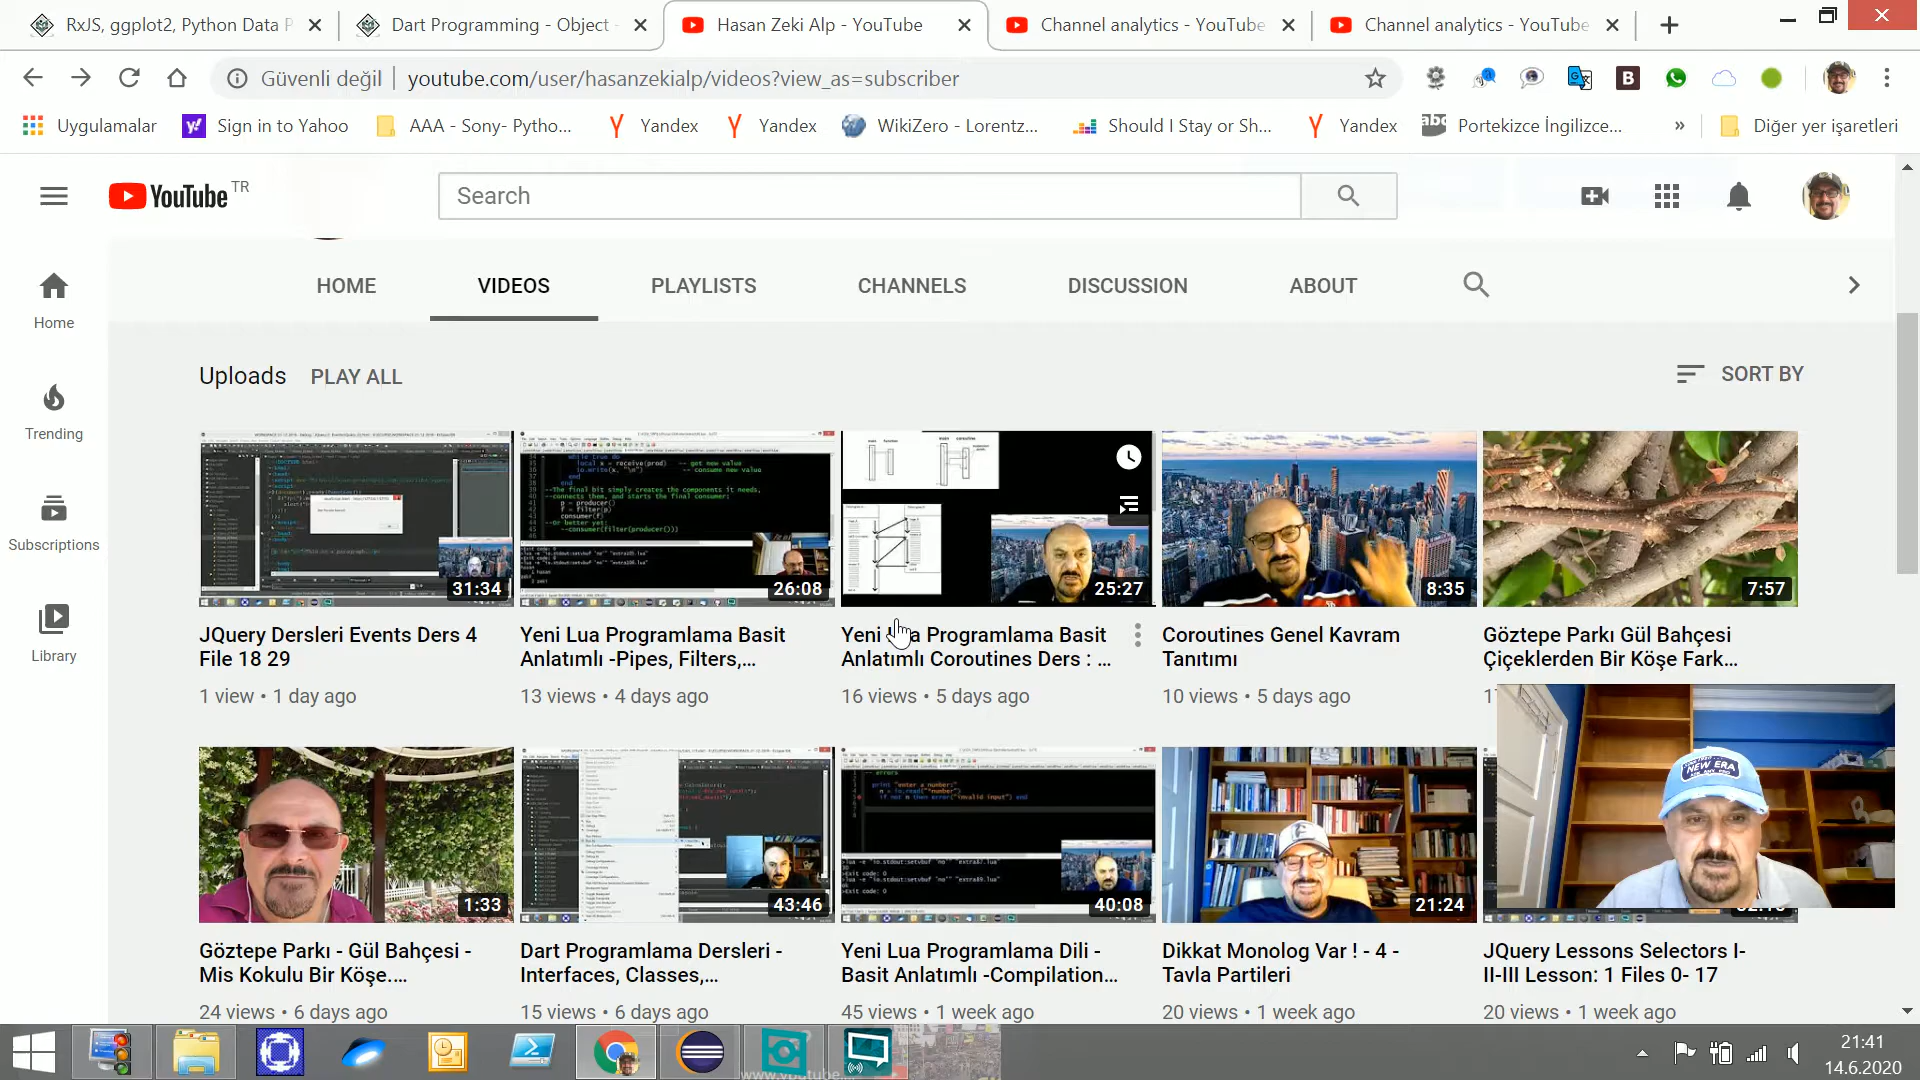 RxJS, ggplot2, Python Data P
Dart Programming - Object -
Hasan Zeki Alp - YouTube
Channel analytics - YouTube
Channel analytics - YouTube
Güvenli değil
youtube.com/user/hasanzekialp/videos?view_as=subscriber
Uygulamalar
Sign in to Yahoo
AAA - Sony- Pytho...
Yandex
Yandex
WikiZero - Lorentz...
Should I Stay or Sh...
Yandex
Portekizce İngilizce...
»
Diğer yer işaretleri
YouTube TR
Search
HOME
VIDEOS
PLAYLISTS
CHANNELS
DISCUSSION
ABOUT
Home
Trending
Subscriptions
Library
Uploads
PLAY ALL
SORT BY
31:34
26:08
25:27
8:35
7:57
JQuery Dersleri Events Ders 4
File 18 29
1 view • 1 day ago
Yeni Lua Programlama Basit
Anlatımlı -Pipes, Filters,...
13 views • 4 days ago
Yeni Lua Programlama Basit
Anlatımlı Coroutines Ders : ...
16 views • 5 days ago
Coroutines Genel Kavram
Tanıtımı
10 views • 5 days ago
Göztepe Parkı Gül Bahçesi
Çiçeklerden Bir Köşe Fark...
NEW ERA
1:33
43:46
40:08
21:24
Göztepe Parkı - Gül Bahçesi -
Mis Kokulu Bir Köşe....
24 views • 6 days ago
Dart Programlama Dersleri -
Interfaces, Classes,...
15 views • 6 days ago
Yeni Lua Programlama Dili -
Basit Anlatımlı -Compilation...
45 views • 1 week ago
Dikkat Monolog Var ! - 4 -
Tavla Partileri
20 views • 1 week ago
JQuery Lessons Selectors I-
II-III Lesson: 1 Files 0- 17
20 views • 1 week ago
21:41
14.6.2020